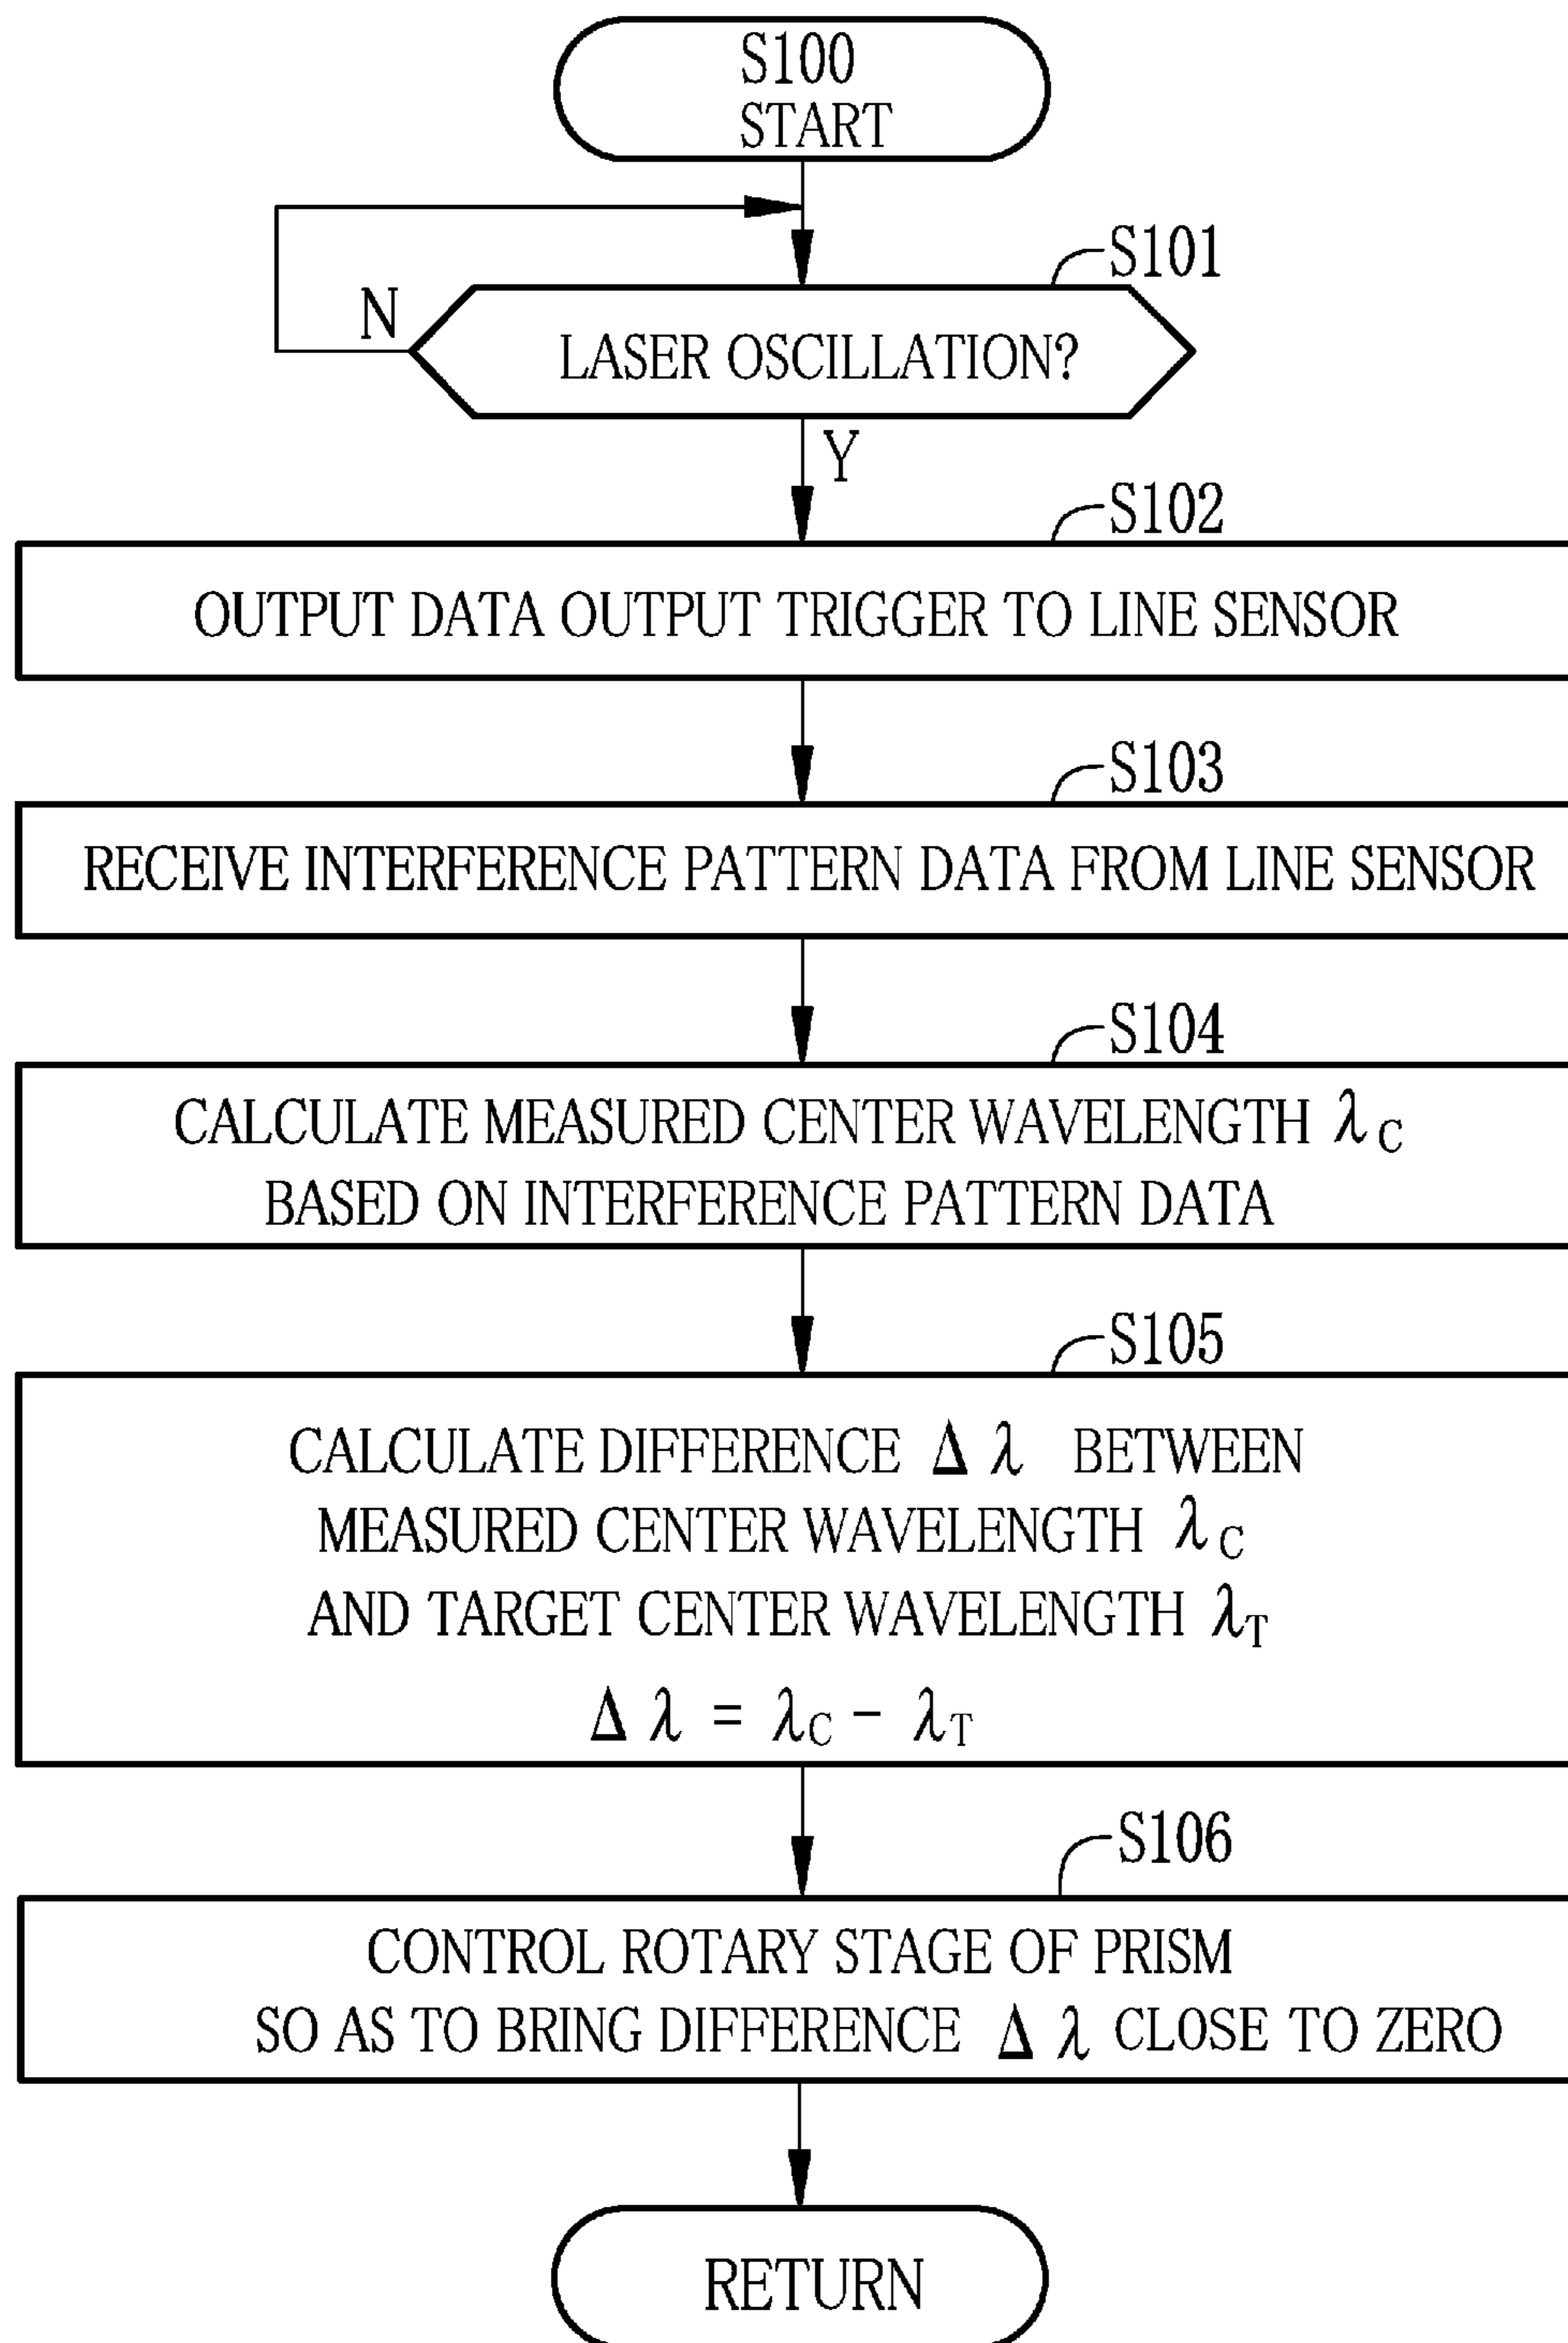 S100
START
S101
N
LASER OSCILLATION?
Y
S102
OUTPUT DATA OUTPUT TRIGGER TO LINE SENSOR
S103
RECEIVE INTERFERENCE PATTERN DATA FROM LINE SENSOR
S104
CALCULATE MEASURED CENTER WAVELENGTH λC
BASED ON INTERFERENCE PATTERN DATA
S105
CALCULATE DIFFERENCE Δλ BETWEEN
MEASURED CENTER WAVELENGTH λC
AND TARGET CENTER WAVELENGTH λT
Δλ = λC - λT
S106
CONTROL ROTARY STAGE OF PRISM
SO AS TO BRING DIFFERENCE Δλ CLOSE TO ZERO
RETURN